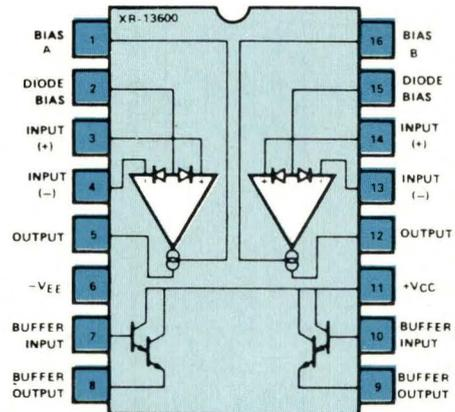 XR-13600
BIAS
A
1
DIODE
BIAS
2
INPUT
(+)
3
INPUT
(−)
4
OUTPUT
5
−VEE
6
BUFFER
INPUT
7
BUFFER
OUTPUT
8
16
BIAS
B
15
DIODE
BIAS
14
INPUT
(+)
13
INPUT
(−)
12
OUTPUT
11
+VCC
10
BUFFER
INPUT
9
BUFFER
OUTPUT
−
+
+
−